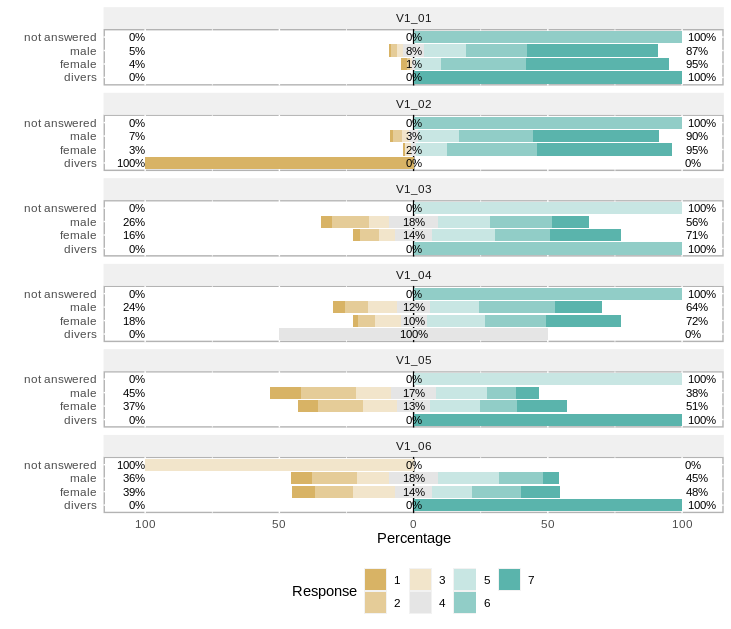 V1_01
not answered 0% 0% 100%
male 5% 8% 87%
female 4% 1% 95%
divers 0% 0% 100%
V1_02
not answered 0% 0% 100%
male 7% 3% 90%
female 3% 2% 95%
divers 100% 0% 0%
V1_03
not answered 0% 0% 100%
male 26% 18% 56%
female 16% 14% 71%
divers 0% 0% 100%
V1_04
not answered 0% 0% 100%
male 24% 12% 64%
female 18% 10% 72%
divers 0% 100% 0%
V1_05
not answered 0% 0% 100%
male 45% 17% 38%
female 37% 13% 51%
divers 0% 0% 100%
V1_06
not answered 100% 0% 0%
male 36% 18% 45%
female 39% 14% 48%
divers 0% 0% 100%
100 50 0 50 100
Percentage
Response 1 3 5 7
2 4 6